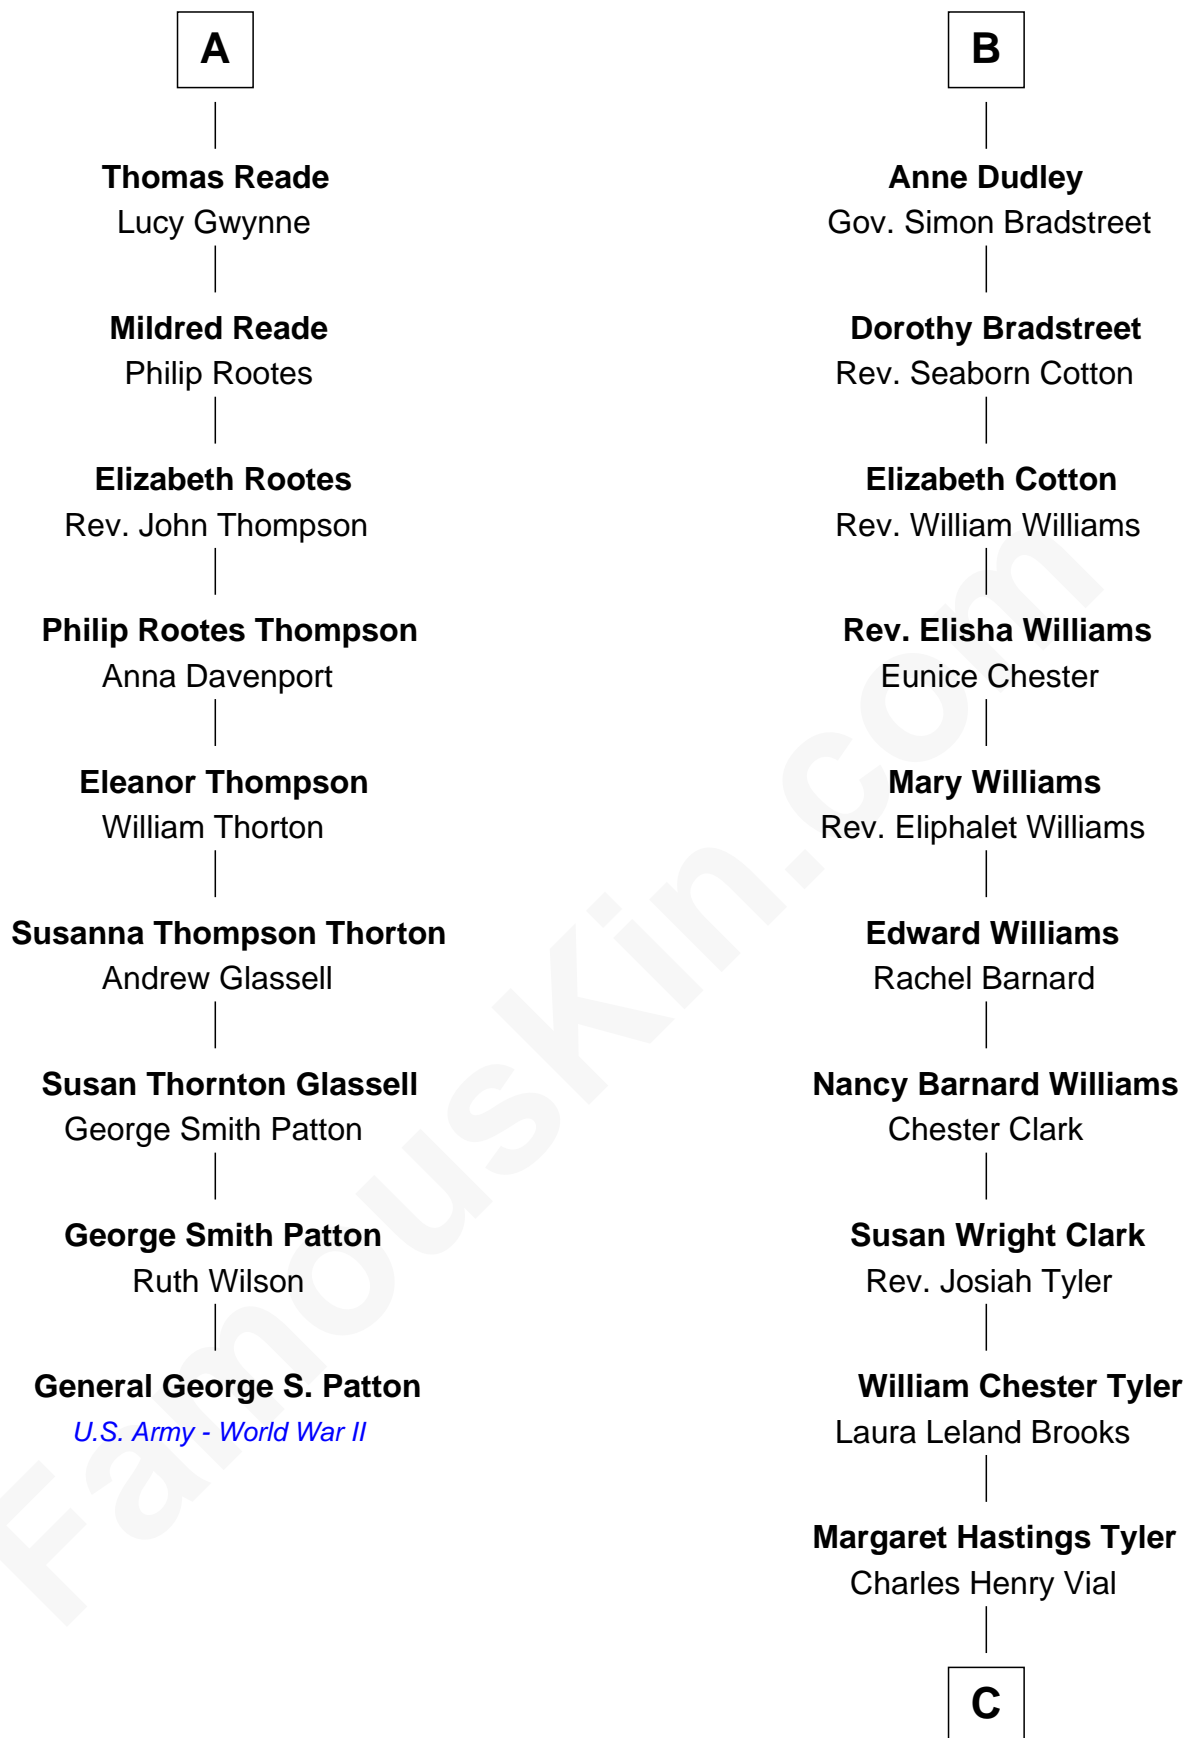 A
Thomas Reade
Lucy Gwynne
Mildred Reade
Philip Rootes
Elizabeth Rootes
Rev. John Thompson
Philip Rootes Thompson
Anna Davenport
Eleanor Thompson
William Thorton
Susanna Thompson Thorton
Andrew Glassell
Susan Thornton Glassell
George Smith Patton
George Smith Patton
Ruth Wilson
General George S. Patton
U.S. Army - World War II
B
Anne Dudley
Gov. Simon Bradstreet
Dorothy Bradstreet
Rev. Seaborn Cotton
Elizabeth Cotton
Rev. William Williams
Rev. Elisha Williams
Eunice Chester
Mary Williams
Rev. Eliphalet Williams
Edward Williams
Rachel Barnard
Nancy Barnard Williams
Chester Clark
Susan Wright Clark
Rev. Josiah Tyler
William Chester Tyler
Laura Leland Brooks
Margaret Hastings Tyler
Charles Henry Vial
C
FamousKin.com